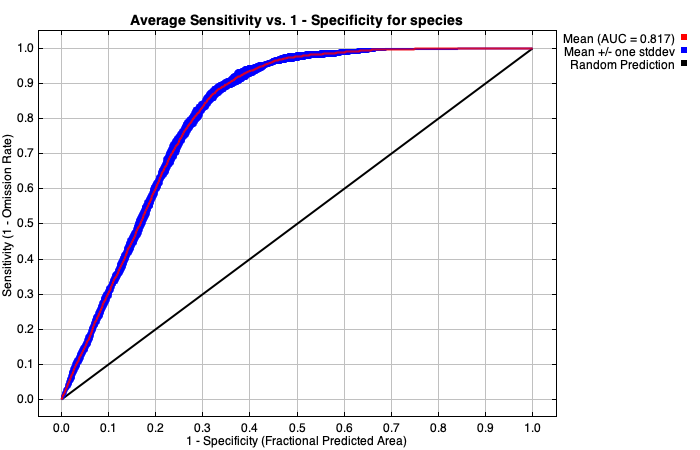 Average Sensitivity vs. 1 - Specificity for species
Mean (AUC = 0.817)
Mean +/- one stddev
Random Prediction
Sensitivity (1 - Omission Rate)
1.0
0.9
0.8
0.7
0.6
0.5
0.4
0.3
0.2
0.1
0.0
0.0 0.1 0.2 0.3 0.4 0.5 0.6 0.7 0.8 0.9 1.0
1 - Specificity (Fractional Predicted Area)